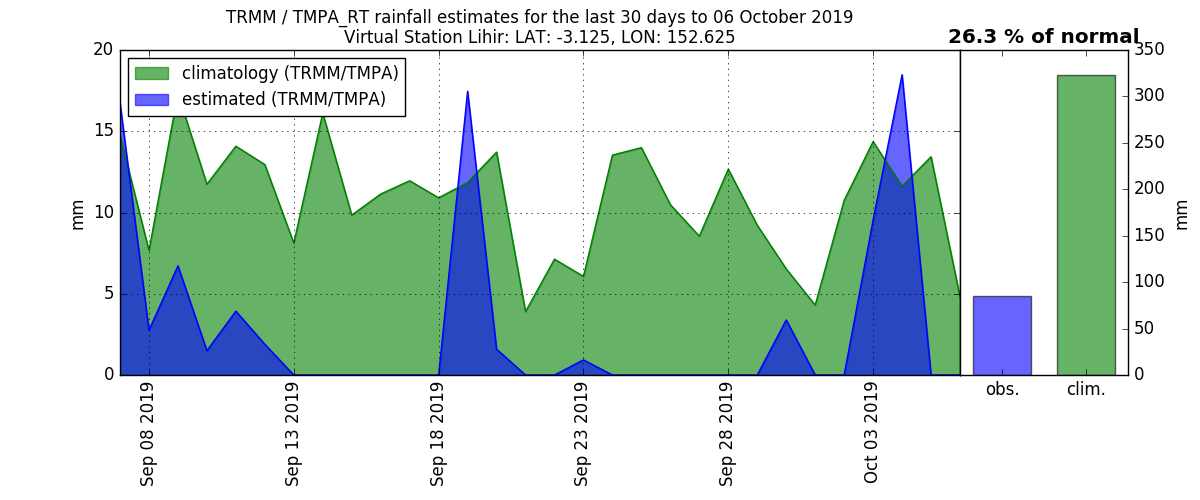 TRMM / TMPA_RT rainfall estimates for the last 30 days to 06 October 2019
Virtual Station Lihir: LAT: -3.125, LON: 152.625
26.3 % of normal
climatology (TRMM/TMPA)
estimated (TRMM/TMPA)
20
15
10
5
0
mm
Sep 08 2019
Sep 13 2019
Sep 18 2019
Sep 23 2019
Sep 28 2019
Oct 03 2019
obs.
clim.
350
300
250
200
150
100
50
0
mm